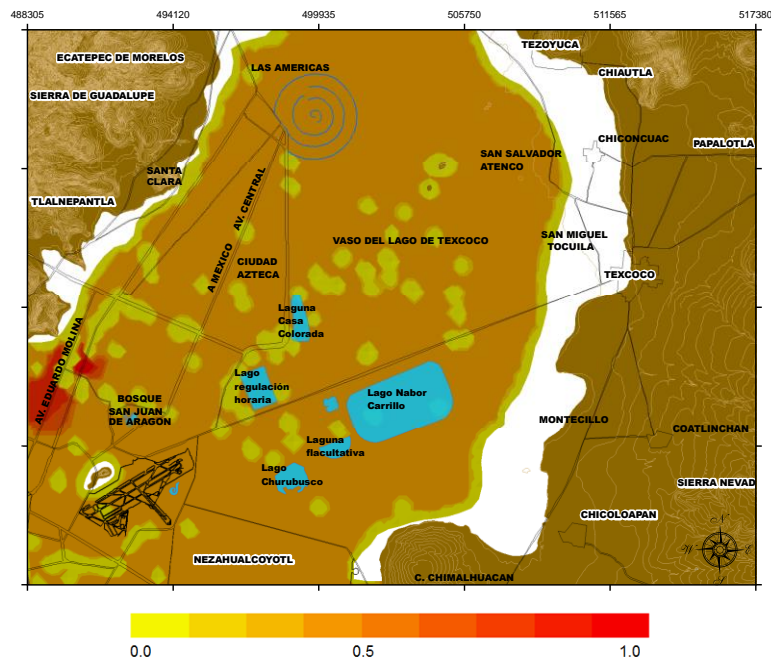 488305 494120 499935 505750 511565 517380
TEZOYUCA
ECATEPEC DE MORELOS
LAS AMERICAS
CHIAUTLA
SIERRA DE GUADALUPE
CHICONCUAC
PAPALOTLA
SAN SALVADOR
ATENCO
SANTA
CLARA
TLALNEPANTLA
AV. CENTRAL
SAN MIGUEL
TOCUILA
VASO DEL LAGO DE TEXCOCO
A MEXICO
CIUDAD
AZTECA
TEXCOCO
Laguna
Casa
Colorada
AV. EDUARDO MOLINA
Lago
regulación
horaria
Lago Nabor
Carrillo
BOSQUE
SAN JUAN
DE ARAGON
MONTECILLO
COATLINCHAN
Laguna
flacultativa
Lago
Churubusco
SIERRA NEVAD
CHICOLOAPAN
N
W E
S
NEZAHUALCOYOTL
5
C. CHIMALHUACAN
0.0 0.5 1.0